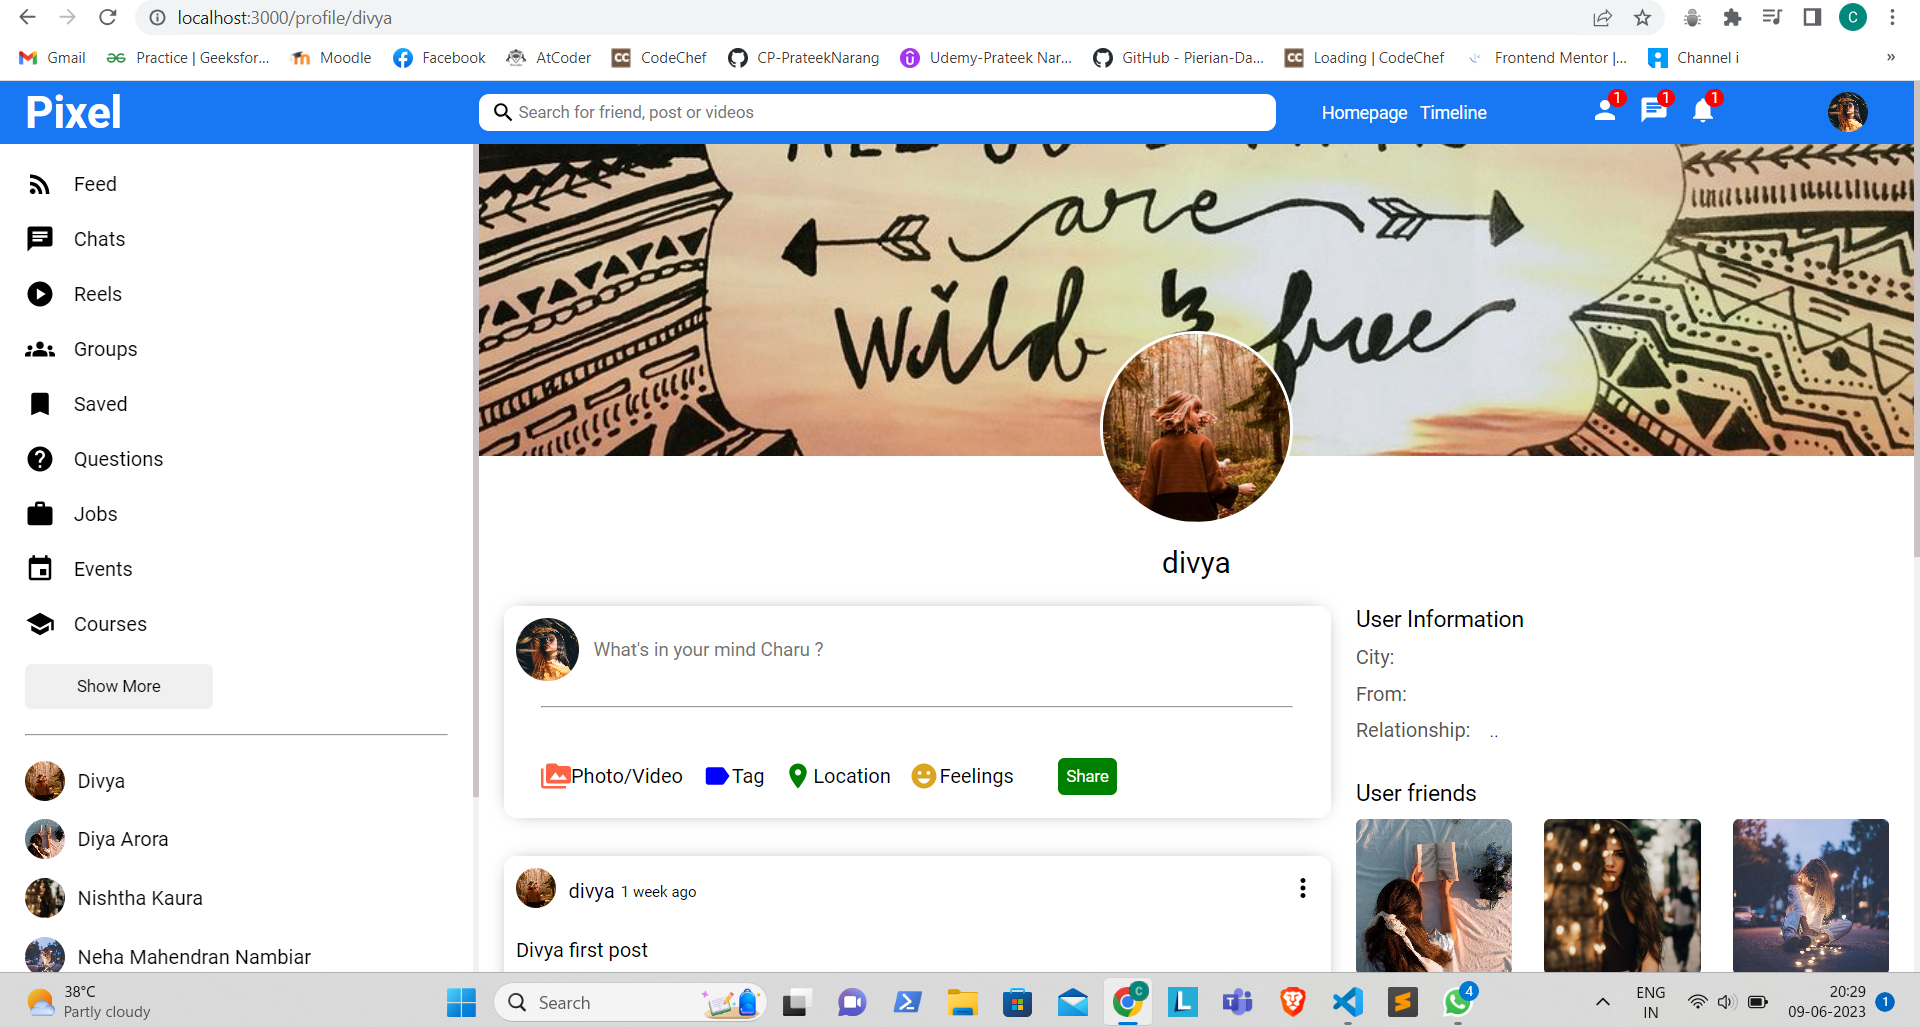 localhost:3000/profile/divya
C
Gmail
Practice | Geeksfor...
Moodle
Facebook
AtCoder
CC
CodeChef
CP-PrateekNarang
Udemy-Prateek Nar...
GitHub - Pierian-Da...
CC
Loading | CodeChef
Frontend Mentor |...
Channel i
»
Pixel
Search for friend, post or videos
Homepage
Timeline
1
1
1
Feed
Chats
Reels
Groups
Saved
Questions
Jobs
Events
Courses
Show More
Divya
Diya Arora
Nishtha Kaura
Neha Mahendran Nambiar
are
wild & free
divya
What's in your mind Charu ?
Photo/Video
Tag
Location
Feelings
Share
divya 1 week ago
Divya first post
User Information
City:
From:
Relationship: ..
User friends
38°C
Partly cloudy
Search
C
L
4
ENG
IN
20:29
09-06-2023
1